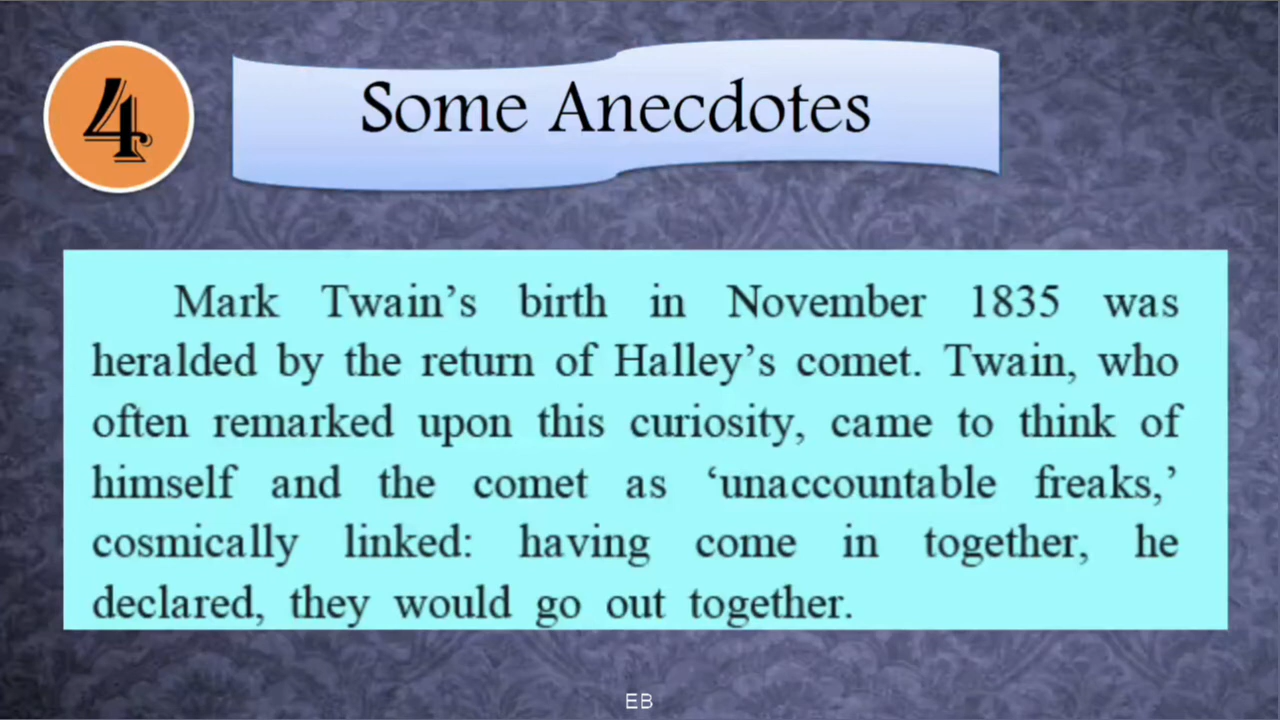 4
Some Anecdotes
Mark Twain’s birth in November 1835 was
heralded by the return of Halley’s comet. Twain, who
often remarked upon this curiosity, came to think of
himself and the comet as ‘unaccountable freaks,’
cosmically linked: having come in together, he
declared, they would go out together.
EB